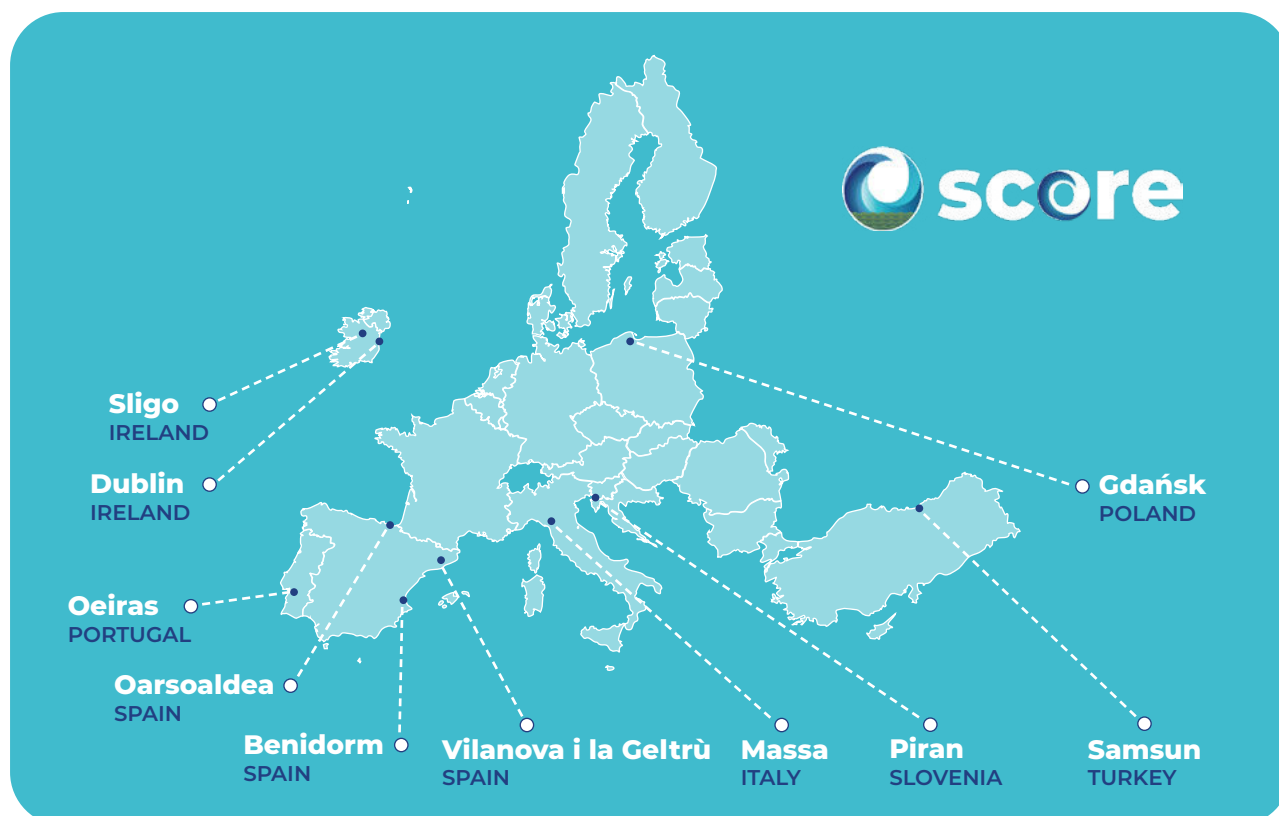 score
Sligo
IRELAND
Dublin
IRELAND
Gdańsk
POLAND
Oeiras
PORTUGAL
Oarsoaldea
SPAIN
Benidorm
SPAIN
Vilanova i la Geltrù
SPAIN
Massa
ITALY
Piran
SLOVENIA
Samsun
TURKEY